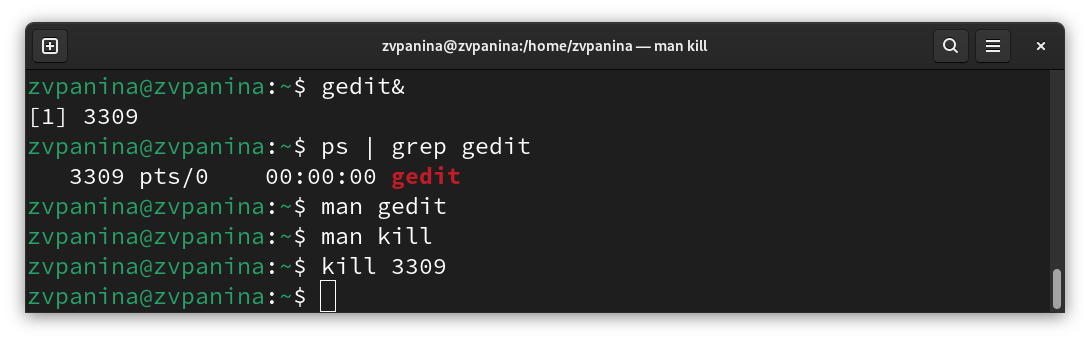 zvpanina@zvpanina:/home/zvpanina — man kill
zvpanina@zvpanina:~$ gedit&
[1] 3309
zvpanina@zvpanina:~$ ps | grep gedit
   3309 pts/0    00:00:00 gedit
zvpanina@zvpanina:~$ man gedit
zvpanina@zvpanina:~$ man kill
zvpanina@zvpanina:~$ kill 3309
zvpanina@zvpanina:~$